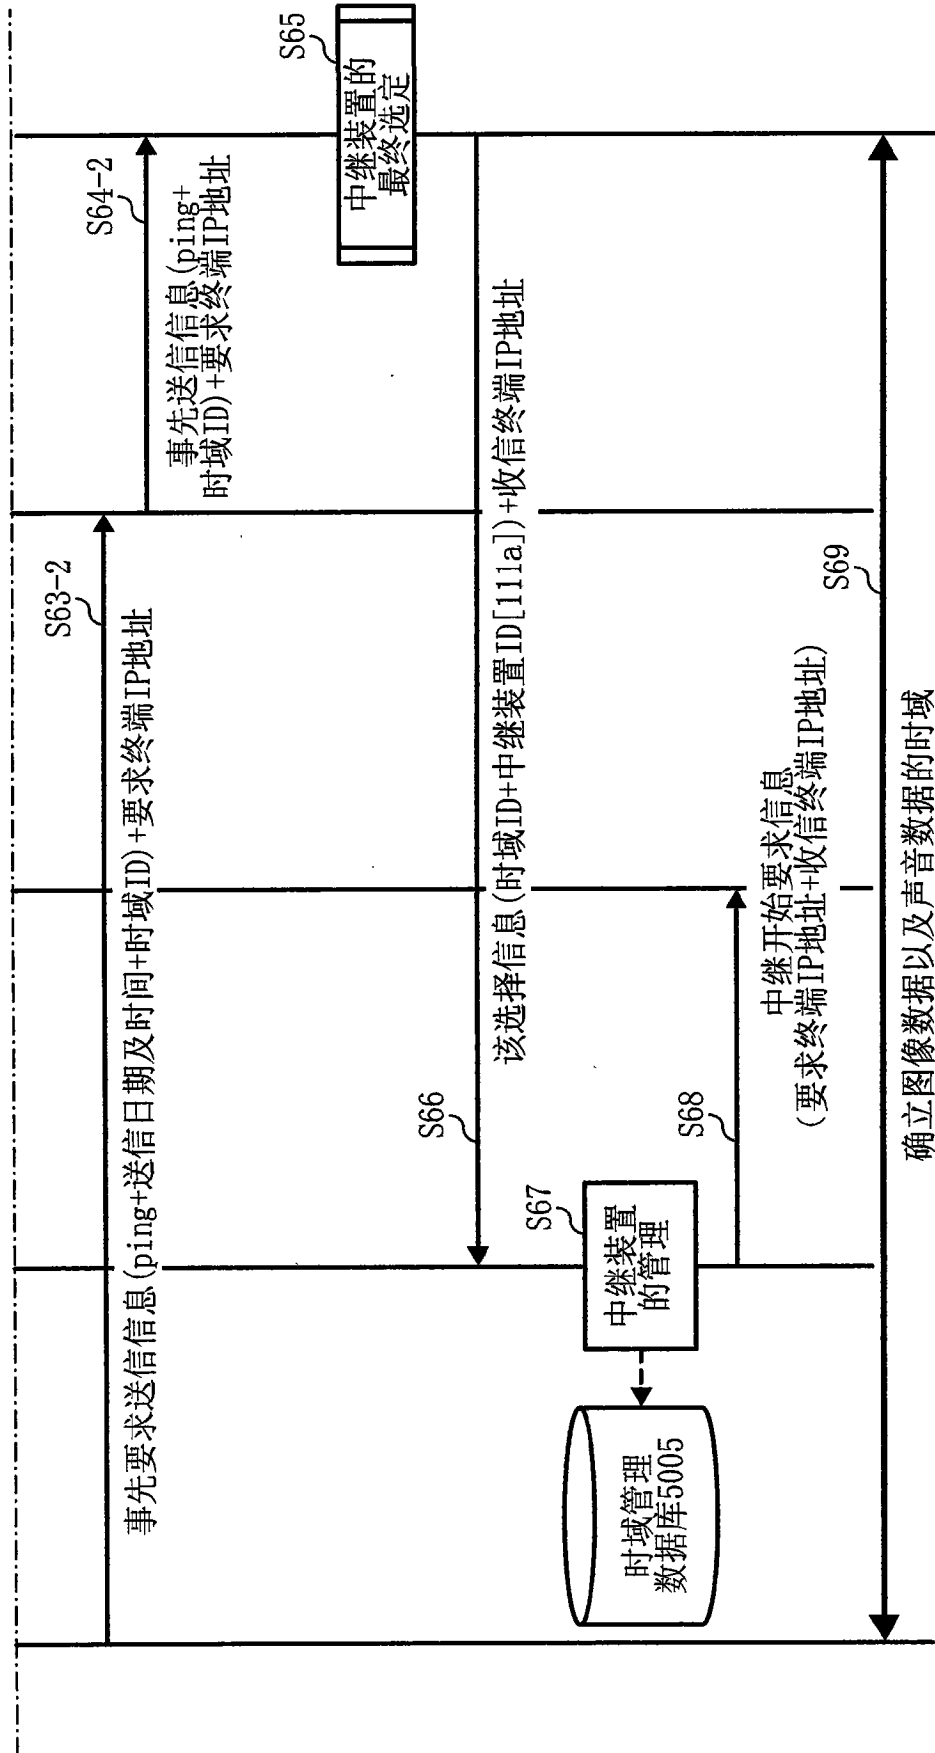 S63-2
事先要求送信信息(ping+送信日期及时间+时域ID)+要求终端IP地址
S64-2
事先送信信息(ping+
时域ID)+要求终端IP地址
S65
中继装置的
最终选定
S66
该选择信息(时域ID+中继装置ID[111a])+收信终端IP地址
S67
中继装置
的管理
时域管理
数据库5005
S68
中继开始要求信息
(要求终端IP地址+收信终端IP地址)
S69
确立图像数据以及声音数据的时域